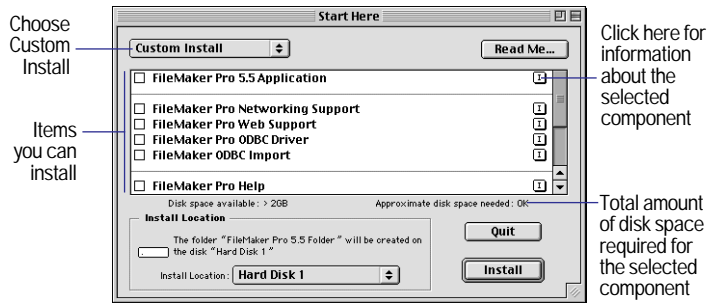 Start Here
Choose
Custom
Install
Custom Install
Read Me...
Click here for
information
about the
selected
component
FileMaker Pro 5.5 Application
FileMaker Pro Networking Support
FileMaker Pro Web Support
FileMaker Pro ODBC Driver
FileMaker ODBC Import
FileMaker Pro Help
Items
you can
install
Disk space available: > 2GB
Approximate disk space needed: 0K
Total amount
of disk space
required for
the selected
component
Install Location
The folder "FileMaker Pro 5.5 Folder" will be created on
the disk "Hard Disk 1"
Install Location: Hard Disk 1
Quit
Install